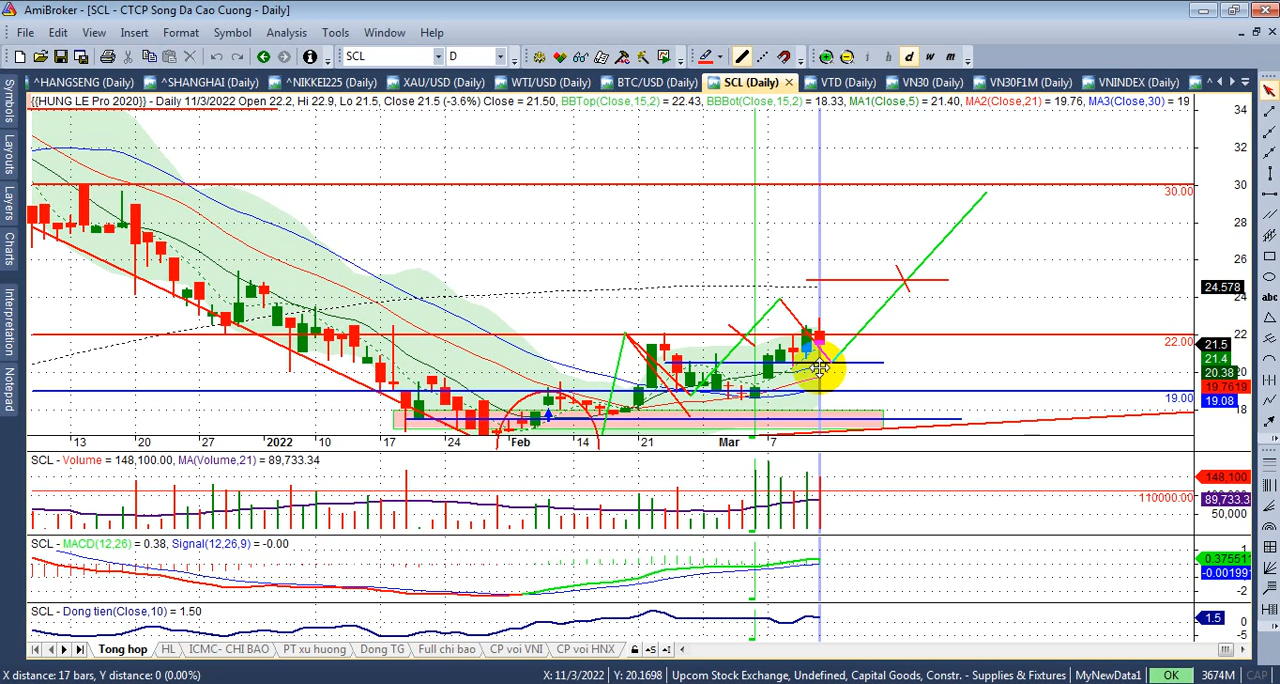 AmiBroker - [SCL - CTCP Song Da Cao Cuong - Daily]
File Edit View Insert Format Symbol Analysis Tools Window Help
SCL D i h d w m
^HANGSENG (Daily) ^SHANGHAI (Daily) ^NIKKEI225 (Daily) XAU/USD (Daily) WTI/USD (Daily) BTC/USD (Daily) SCL (Daily) VTD (Daily) VN30 (Daily) VN30F1M (Daily) VNINDEX (Daily)
Symbols
Layouts
Layers
Charts
Interpretation
Notepad
{{HUNG LE Pro 2020}} - Daily 11/3/2022 Open 22.2, Hi 22.9, Lo 21.5, Close 21.5 (-3.6%) Close = 21.50, BBTop(Close,15,2) = 22.43, BBBot(Close,15,2) = 18.33, MA1(Close,5) = 21.40, MA2(Close,21) = 19.76, MA3(Close,30) = 19
34
32
30
30.00
28
26
24.578
24
22
22.00
21.5
21.4
20.38
20
19.7619
19.08
19.00
18
13 20 27 2022 10 17 24 Feb 14 21 Mar 7
SCL - Volume = 148,100.00, MA(Volume,21) = 89,733.34
148,100
110000.00
89,733.3
50,000
SCL - MACD(12,26) = 0.38, Signal(12,26,9) = -0.00
1
0.375511
-0.00199
-2
SCL - Dong tien(Close,10) = 1.50
1.5
0
-5
Tong hop HL ICMC- CHI BAO PT xu huong Dong TG Full chi bao CP voi VNI CP voi HNX
X distance: 17 bars, Y distance: 0 (0.00%) X: 11/3/2022 Y: 20.1698 Upcom Stock Exchange, Undefined, Capital Goods, Constr. - Supplies & Fixtures MyNewData1 OK 3674M CAP